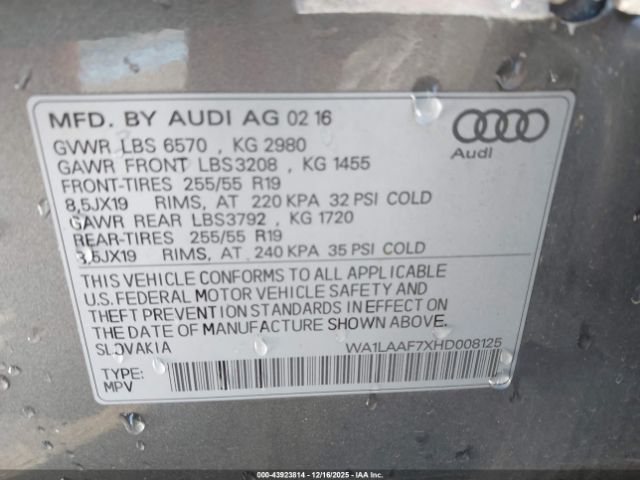 MFD. BY AUDI AG 02 16
GVWR LBS 6570 , KG 2980
GAWR FRONT LBS3208 , KG 1455
FRONT-TIRES 255/55 R19
8,5JX19 RIMS, AT 220 KPA 32 PSI COLD
GAWR REAR LBS3792 , KG 1720
REAR-TIRES 255/55 R19
8,5JX19 RIMS, AT 240 KPA 35 PSI COLD
Audi
THIS VEHICLE CONFORMS TO ALL APPLICABLE
U.S. FEDERAL MOTOR VEHICLE SAFETY AND
THEFT PREVENTION STANDARDS IN EFFECT ON
THE DATE OF MANUFACTURE SHOWN ABOVE.
SLOVAKIA WA1LAAF7XHD008125
TYPE:
MPV
000-43923814 - 12/16/2025 - IAAI.com